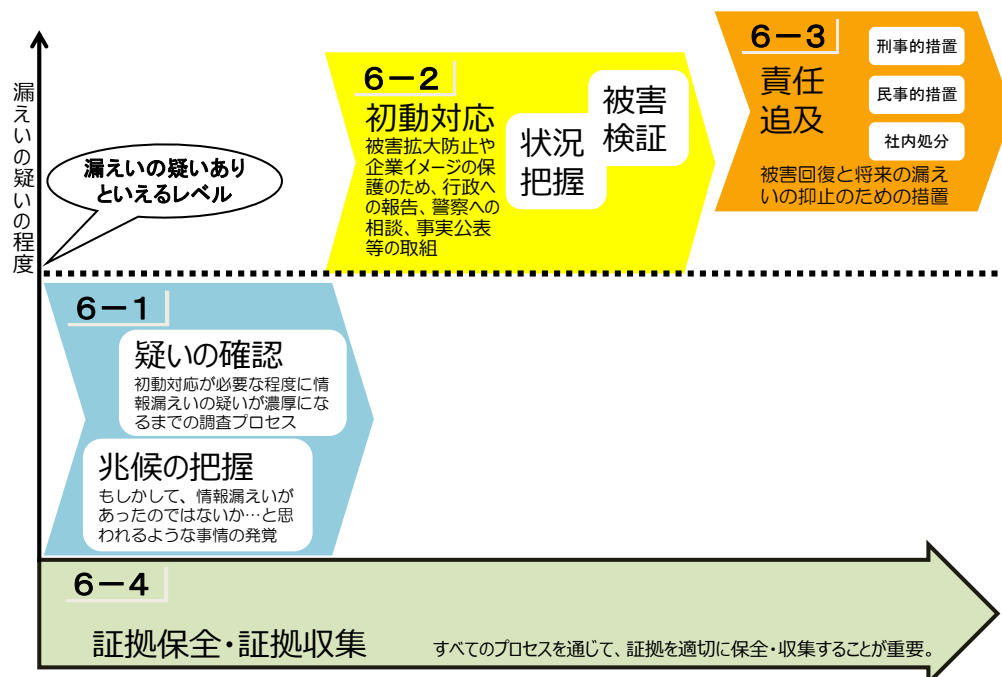 漏えいの疑いの程度
漏えいの疑いあり
といえるレベル
6-1
疑いの確認
初動対応が必要な程度に情
報漏えいの疑いが濃厚にな
るまでの調査プロセス
兆候の把握
もしかして、情報漏えいが
あったのではないか…と思
われるような事情の発覚
6-2
初動対応
被害拡大防止や
企業イメージの保
護のため、行政へ
の報告、警察への
相談、事実公表
等の取組
状況
把握
被害
検証
6-3
責任
追及
刑事的措置
民事的措置
社内処分
被害回復と将来の漏え
いの抑止のための措置
6-4
証拠保全・証拠収集
すべてのプロセスを通じて、証拠を適切に保全・収集することが重要。